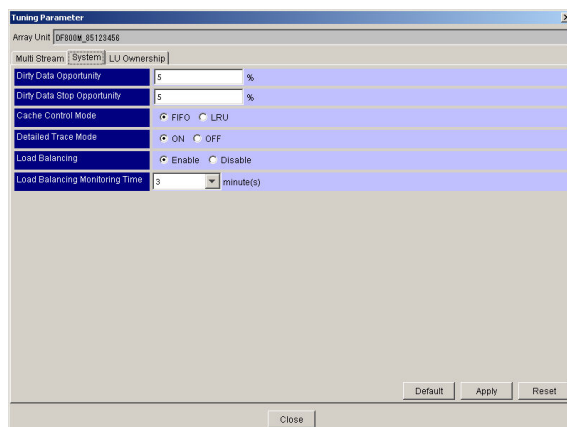 Tuning Parameter
Array Unit DF800M_85123456
Multi Stream System LU Ownership
Dirty Data Opportunity 5 %
Dirty Data Stop Opportunity 5 %
Cache Control Mode FIFO LRU
Detailed Trace Mode ON OFF
Load Balancing Enable Disable
Load Balancing Monitoring Time 3 minute(s)
Default Apply Reset
Close